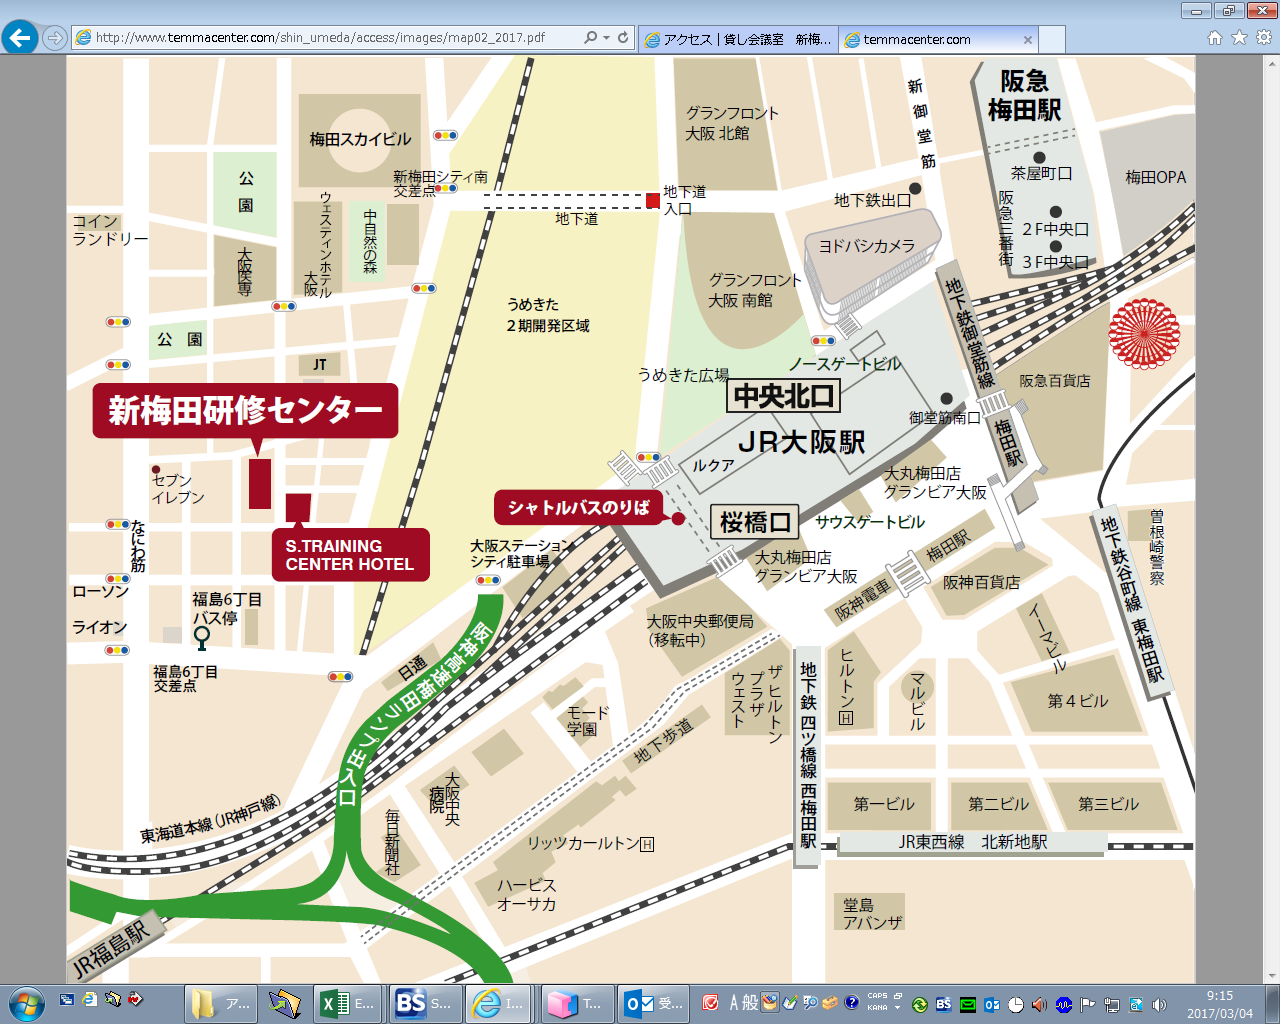 http://www.temmacenter.com/shin_umeda/access/images/map02_2017.pdf
アクセス | 貸し会議室　新梅...
temmacenter.com
阪急
梅田駅
新御堂筋
グランフロント
大阪 北館
梅田スカイビル
茶屋町口
梅田OPA
新梅田シティ南
交差点
公園
地下道
入口
地下鉄出口
地下道
ウェスティンホテル大阪
中自然の森
阪急三番街
２F中央口
３F中央口
コイン
ランドリー
大阪医専
ヨドバシカメラ
グランフロント
大阪 南館
うめきた
２期開発区域
地下鉄御堂筋線
梅田駅
公　園
JT
ノースゲートビル
うめきた広場
阪急百貨店
中央北口
新梅田研修センター
御堂筋南口
JR大阪駅
ルクア
セブン
イレブン
大丸梅田店
グランビア大阪
シャトルバスのりば
桜橋口
サウスゲートビル
なにわ筋
S.TRAINING
CENTER HOTEL
大阪ステーション
シティ駐車場
大丸梅田店
グランビア大阪
阪神電車
梅田駅
阪神百貨店
曽根崎警察
地下鉄谷町線 東梅田駅
ローソン
福島6丁目
バス停
ライオン
大阪中央郵便局
（移転中）
イーマビル
福島6丁目
交差点
日通
阪神高速梅田ランプ出入口
ザ ヒルトン
プラザ
ウエスト
地下鉄 四ツ橋線 西梅田駅
ヒルトンH
マルビル
第４ビル
モード
学園
地下歩道
大阪中央
病院
第一ビル
第二ビル
第三ビル
東海道本線（JR神戸線）
毎日新聞社
リッツカールトンH
JR東西線　北新地駅
ハービス
オーサカ
堂島
アバンザ
JR福島駅
ア...
E...
S...
I...
T...
受...
A 般
CAPS
KANA
9:15
2017/03/04